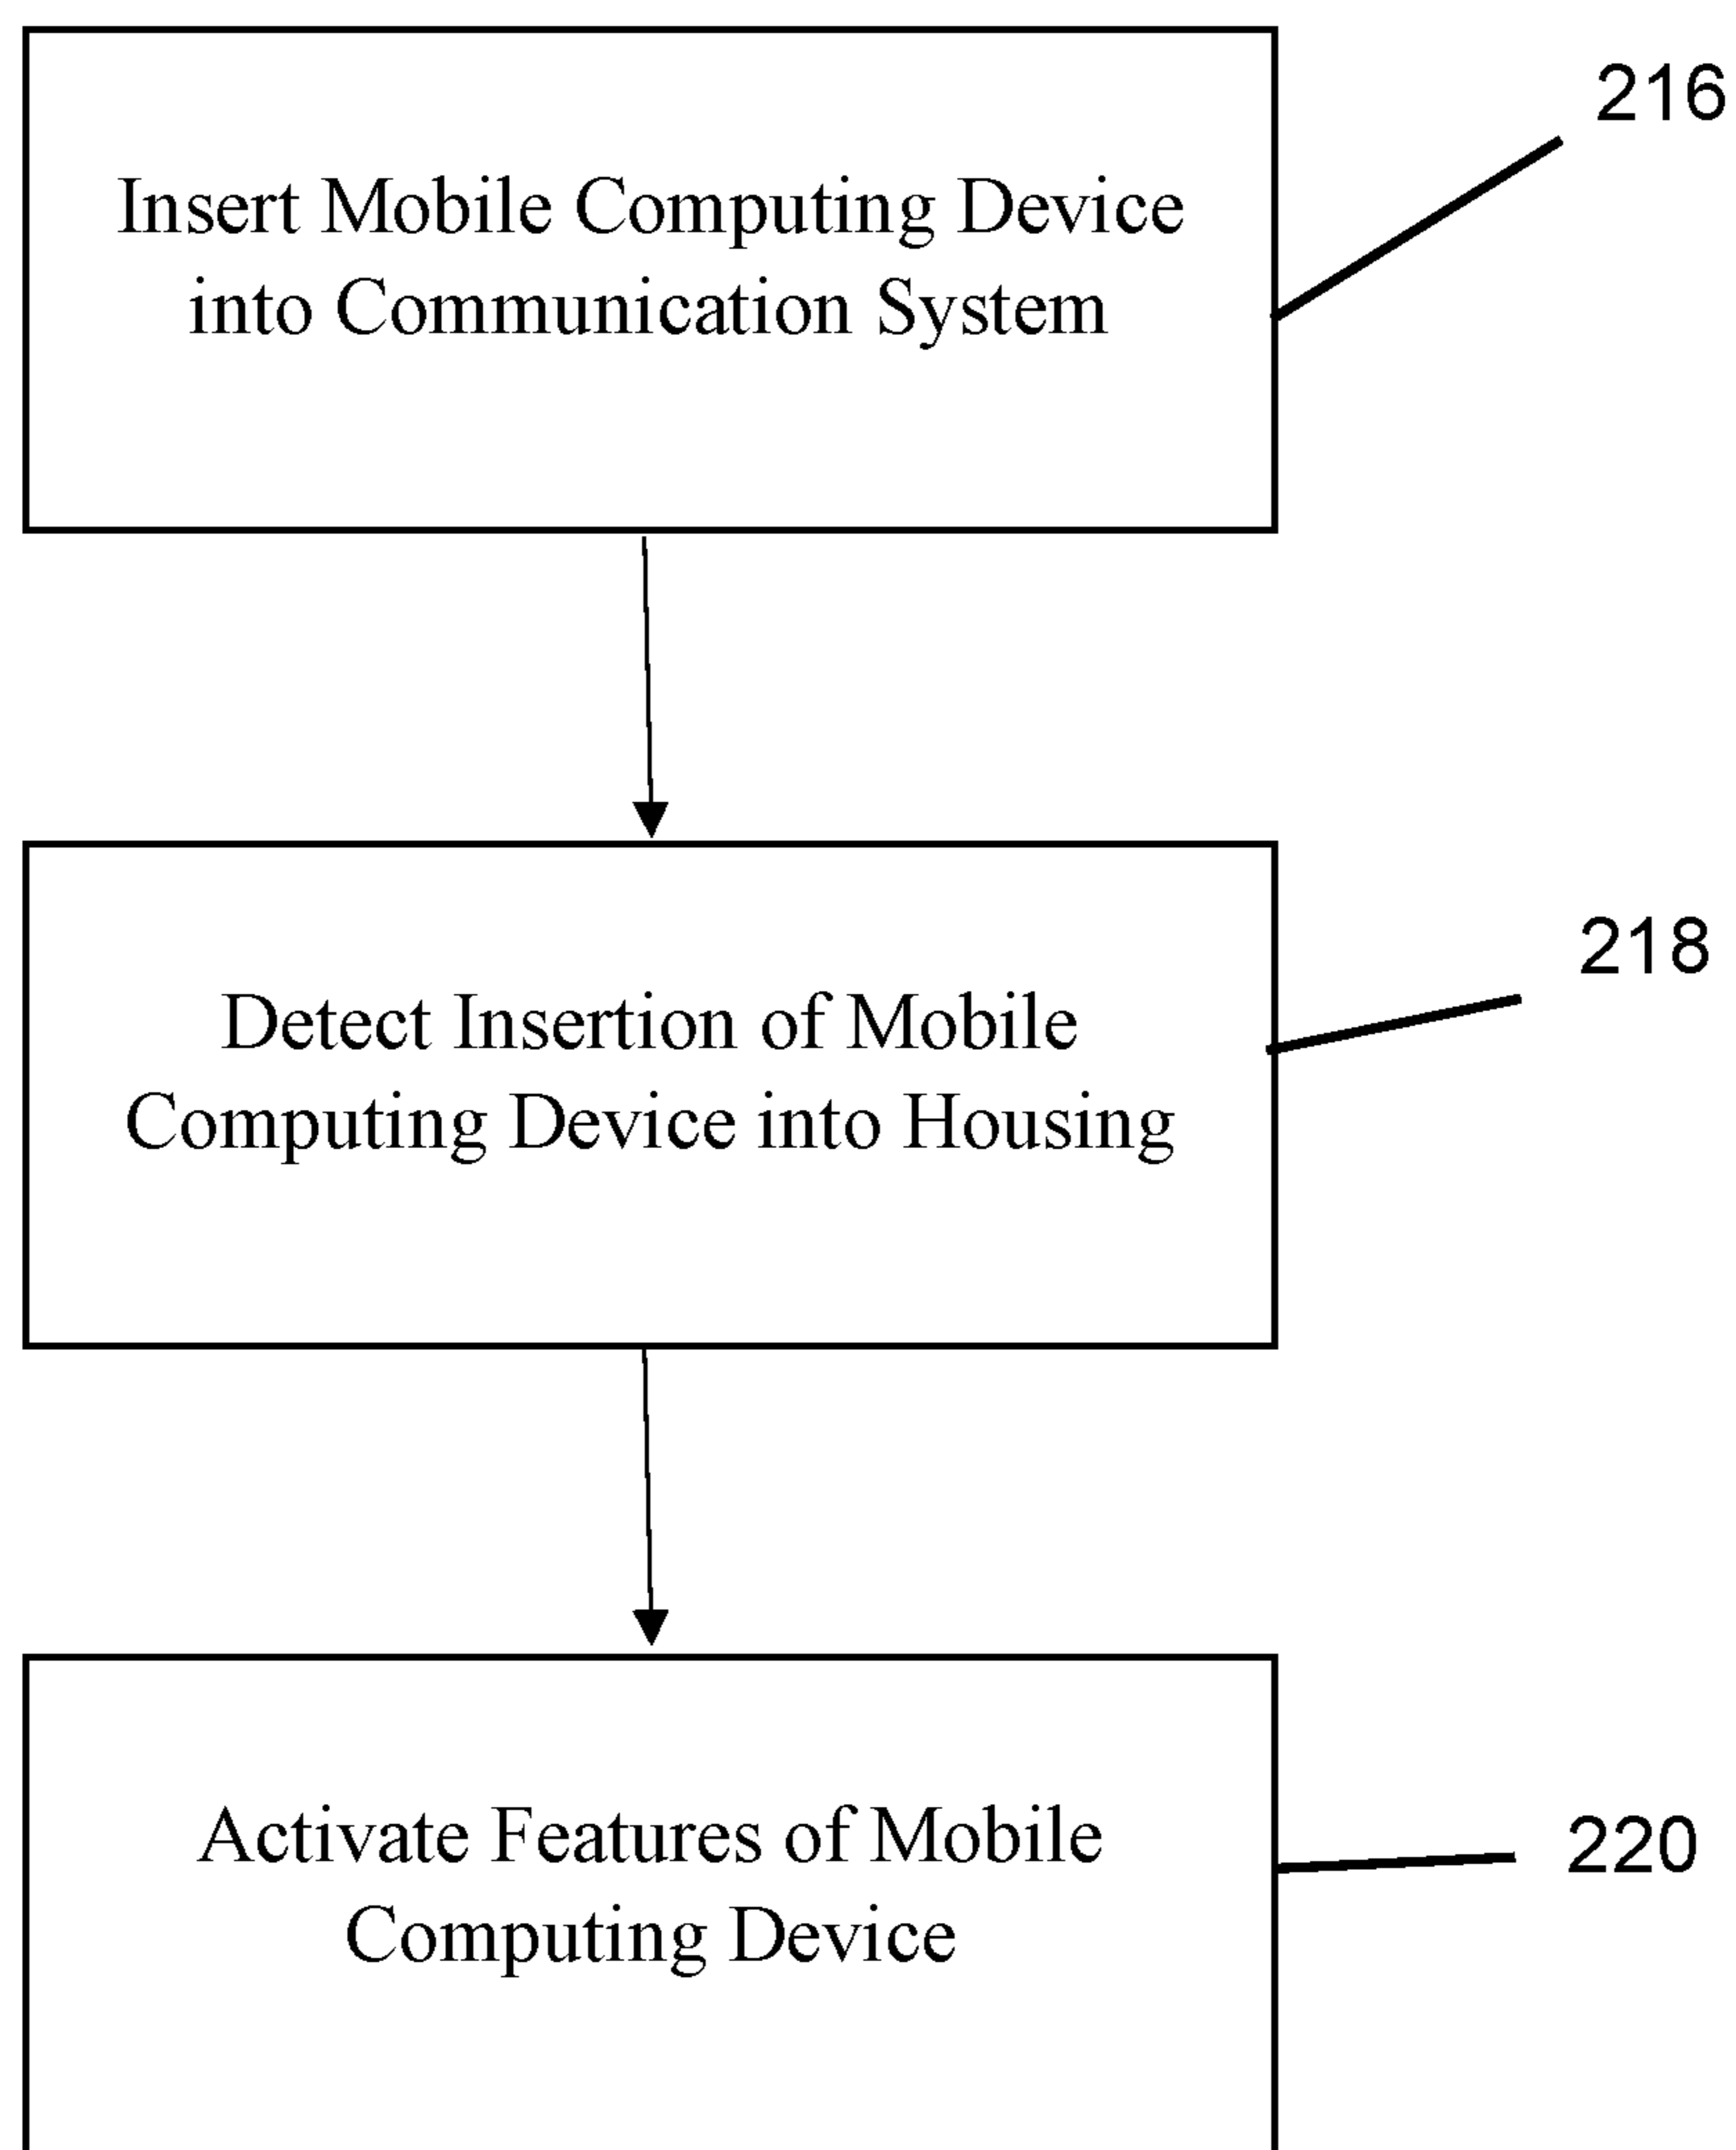 216
Insert Mobile Computing Device
into Communication System
218
Detect Insertion of Mobile
Computing Device into Housing
220
Activate Features of Mobile
Computing Device